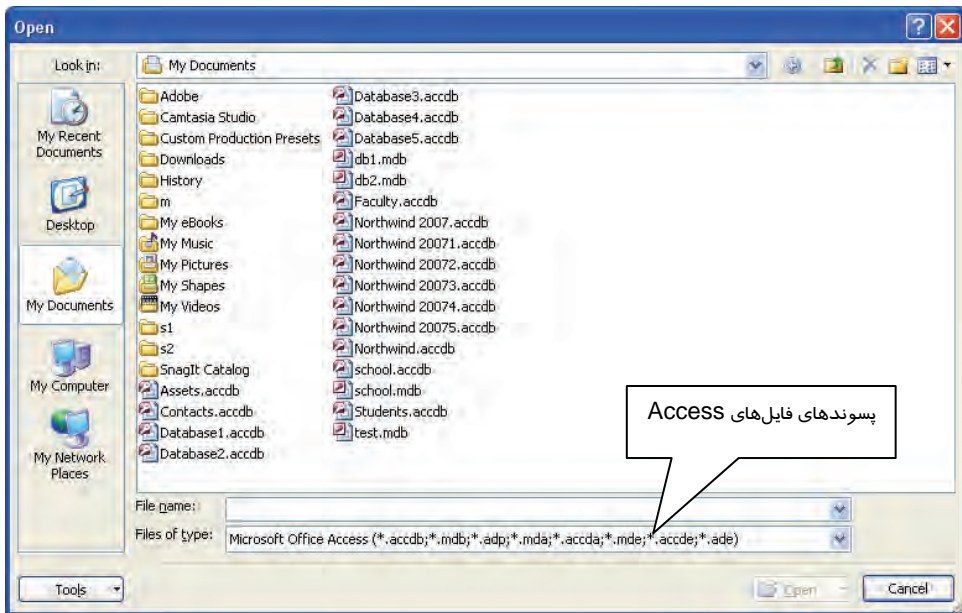 Open
Look in:
My Documents
My Recent
Documents
Desktop
My Documents
My Computer
My Network
Places
Adobe
Camtasia Studio
Custom Production Presets
Downloads
History
m
My eBooks
My Music
My Pictures
My Shapes
My Videos
s1
s2
SnagIt Catalog
Assets.accdb
Contacts.accdb
Database1.accdb
Database2.accdb
Database3.accdb
Database4.accdb
Database5.accdb
db1.mdb
db2.mdb
Faculty.accdb
Northwind 2007.accdb
Northwind 20071.accdb
Northwind 20072.accdb
Northwind 20073.accdb
Northwind 20074.accdb
Northwind 20075.accdb
Northwind.accdb
school.accdb
school.mdb
Students.accdb
test.mdb
پسوندهای فایل‌های Access
File name:
Files of type:
Microsoft Office Access (*.accdb;*.mdb;*.adp;*.mda;*.accda;*.mde;*.accde;*.ade)
Tools
Open
Cancel